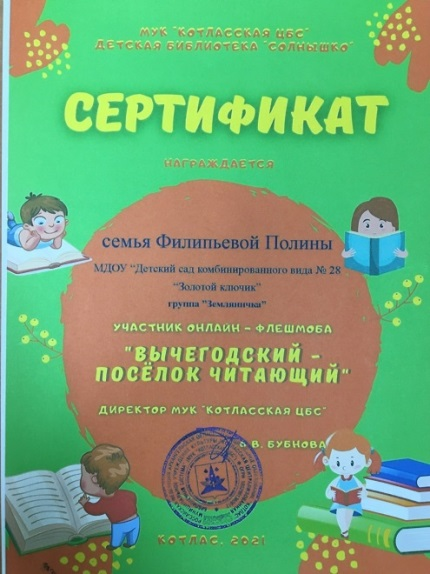 МУК "КОТЛАССКАЯ ЦБС"
ДЕТСКАЯ БИБЛИОТЕКА "СОЛНЫШКО"
СЕРТИФИКАТ
НАГРАЖДАЕТСЯ
семья Филипьевой Полины
МДОУ "Детский сад комбинированного вида № 28
"Золотой ключик"
группа "Земляничка"
УЧАСТНИК ОНЛАЙН - ФЛЕШМОБА
"ВЫЧЕГОДСКИЙ -
ПОСЁЛОК ЧИТАЮЩИЙ"
ДИРЕКТОР МУК "КОТЛАССКАЯ ЦБС"
В. БУБНОВА
КОТЛАС, 2021